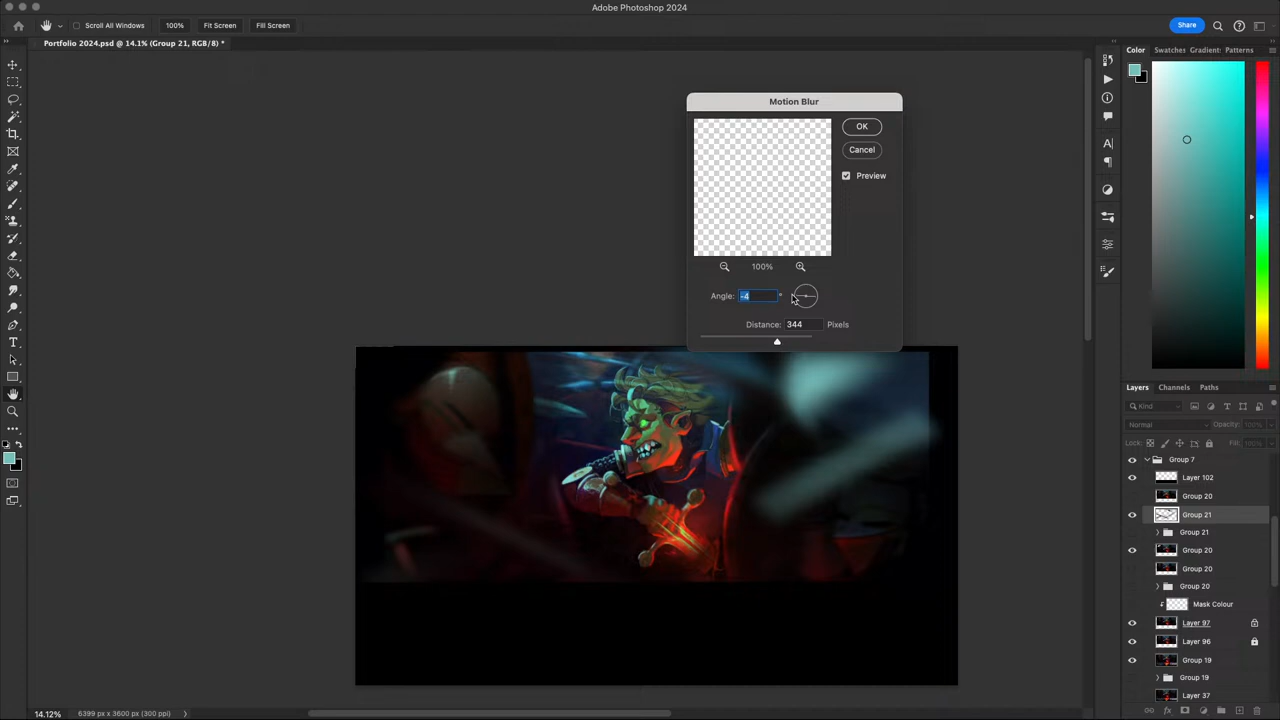 Adobe Photoshop 2024
Scroll All Windows
100%
Fit Screen
Fill Screen
Share
Portfolio 2024.psd @ 14.1% (Group 21, RGB/8) *
Color
Swatches
Gradient:
Patterns
Motion Blur
OK
Cancel
Preview
100%
Angle: -4 °
Distance: 344 Pixels
Layers
Channels
Paths
Kind
Normal
Opacity: 100%
Lock:
Fill: 100%
Group 7
Layer 102
Group 20
Group 21
Group 21
Group 20
Group 20
Group 20
Mask Colour
Layer 97
Layer 96
Group 19
Group 19
Layer 37
14.12%
6399 px x 3600 px (300 ppi)